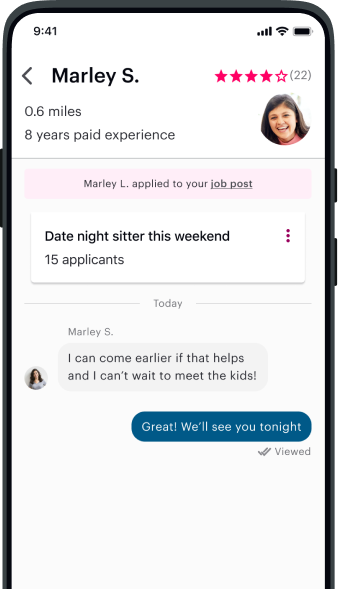 9:41
Marley S.
(22)
0.6 miles
8 years paid experience
Marley L. applied to your job post
Date night sitter this weekend
15 applicants
Today
Marley S.
I can come earlier if that helps
and I can’t wait to meet the kids!
Great! We’ll see you tonight
Viewed